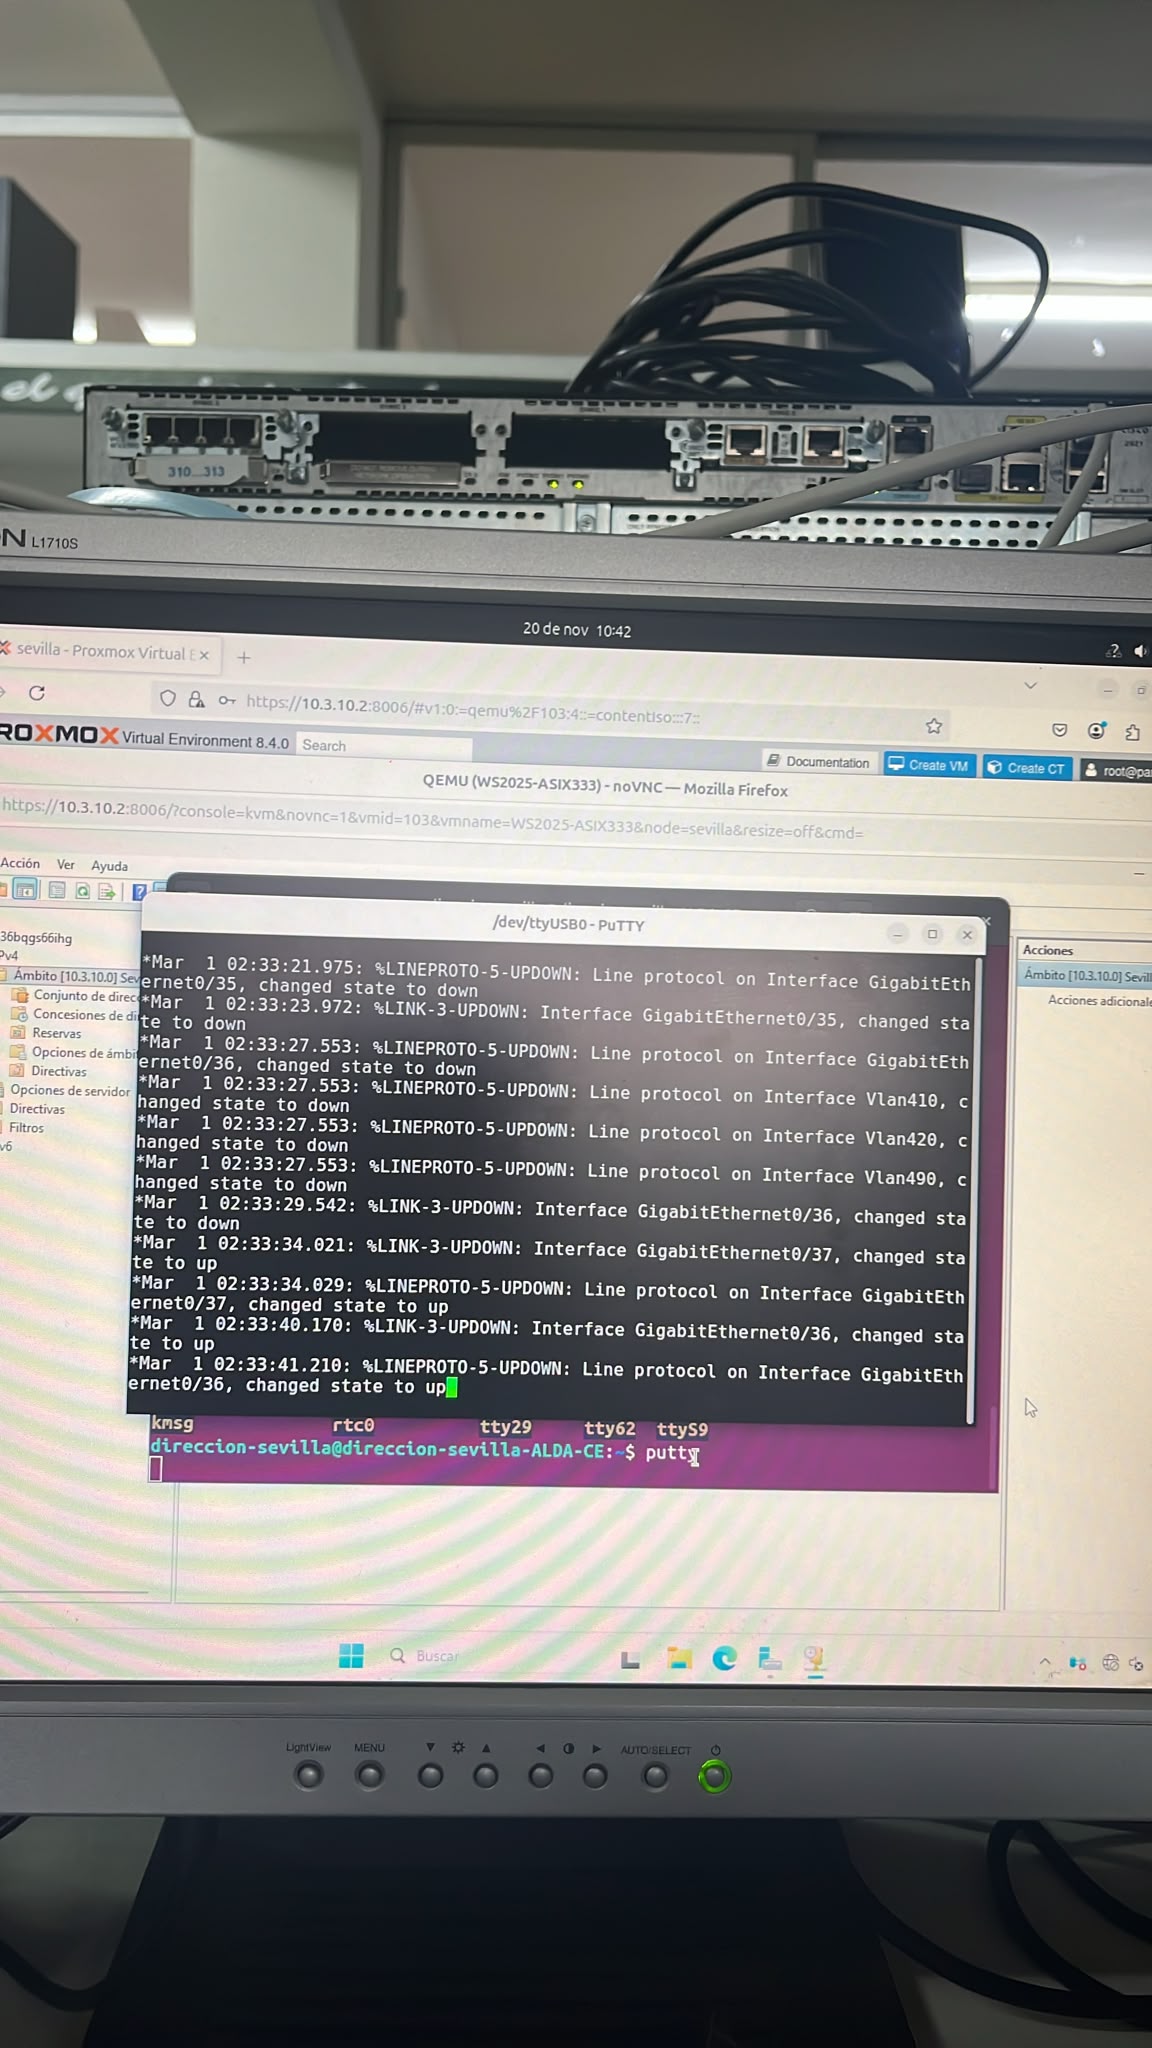 el
310...313
2921
N L1710S
20 de nov 10:42
sevilla - Proxmox Virtual E
https://10.3.10.2:8006/#v1:0:=qemu%2F103:4::=contentIso:::7::
ROXMOX Virtual Environment 8.4.0 Search
Documentation Create VM Create CT root@pa
QEMU (WS2025-ASIX333) - noVNC — Mozilla Firefox
https://10.3.10.2:8006/?console=kvm&novnc=1&vmid=103&vmname=WS2025-ASIX333&node=sevilla&resize=off&cmd=
Acción Ver Ayuda
36bqgs66ihg
Pv4
Ámbito [10.3.10.0] Sev
Conjunto de direc
Concesiones de di
Reservas
Opciones de ámbi
Directivas
Opciones de servidor
Directivas
Filtros
v6
/dev/ttyUSB0 - PuTTY
*Mar  1 02:33:21.975: %LINEPROTO-5-UPDOWN: Line protocol on Interface GigabitEth
ernet0/35, changed state to down
*Mar  1 02:33:23.972: %LINK-3-UPDOWN: Interface GigabitEthernet0/35, changed sta
te to down
*Mar  1 02:33:27.553: %LINEPROTO-5-UPDOWN: Line protocol on Interface GigabitEth
ernet0/36, changed state to down
*Mar  1 02:33:27.553: %LINEPROTO-5-UPDOWN: Line protocol on Interface Vlan410, c
hanged state to down
*Mar  1 02:33:27.553: %LINEPROTO-5-UPDOWN: Line protocol on Interface Vlan420, c
hanged state to down
*Mar  1 02:33:27.553: %LINEPROTO-5-UPDOWN: Line protocol on Interface Vlan490, c
hanged state to down
*Mar  1 02:33:29.542: %LINK-3-UPDOWN: Interface GigabitEthernet0/36, changed sta
te to down
*Mar  1 02:33:34.021: %LINK-3-UPDOWN: Interface GigabitEthernet0/37, changed sta
te to up
*Mar  1 02:33:34.029: %LINEPROTO-5-UPDOWN: Line protocol on Interface GigabitEth
ernet0/37, changed state to up
*Mar  1 02:33:40.170: %LINK-3-UPDOWN: Interface GigabitEthernet0/36, changed sta
te to up
*Mar  1 02:33:41.210: %LINEPROTO-5-UPDOWN: Line protocol on Interface GigabitEth
ernet0/36, changed state to up
Acciones
Ámbito [10.3.10.0] Sevill
Acciones adicionale
kmsg rtc0 tty29 tty62 ttyS9
direccion-sevilla@direccion-sevilla-ALDA-CE:~$ putty
Buscar
LightView MENU AUTO/SELECT